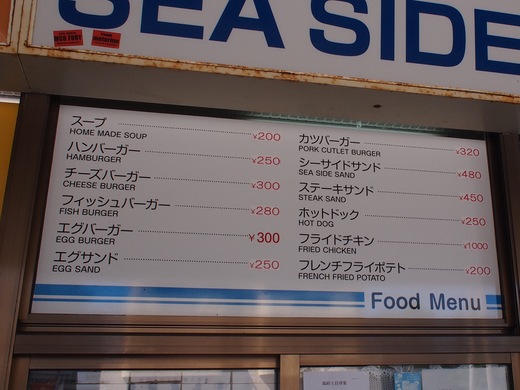 SEA SIDE
スープ ¥200
HOME MADE SOUP
ハンバーガー ¥250
HAMBURGER
チーズバーガー ¥300
CHEESE BURGER
フィッシュバーガー ¥280
FISH BURGER
エグバーガー ¥300
EGG BURGER
エグサンド ¥250
EGG SAND
カツバーガー ¥320
PORK CUTLET BURGER
シーサイドサンド ¥480
SEA SIDE SAND
ステーキサンド ¥450
STEAK SAND
ホットドック ¥250
HOT DOG
フライドチキン ¥1000
FRIED CHICKEN
フレンチフライポテト ¥200
FRENCH FRIED POTATO
Food Menu